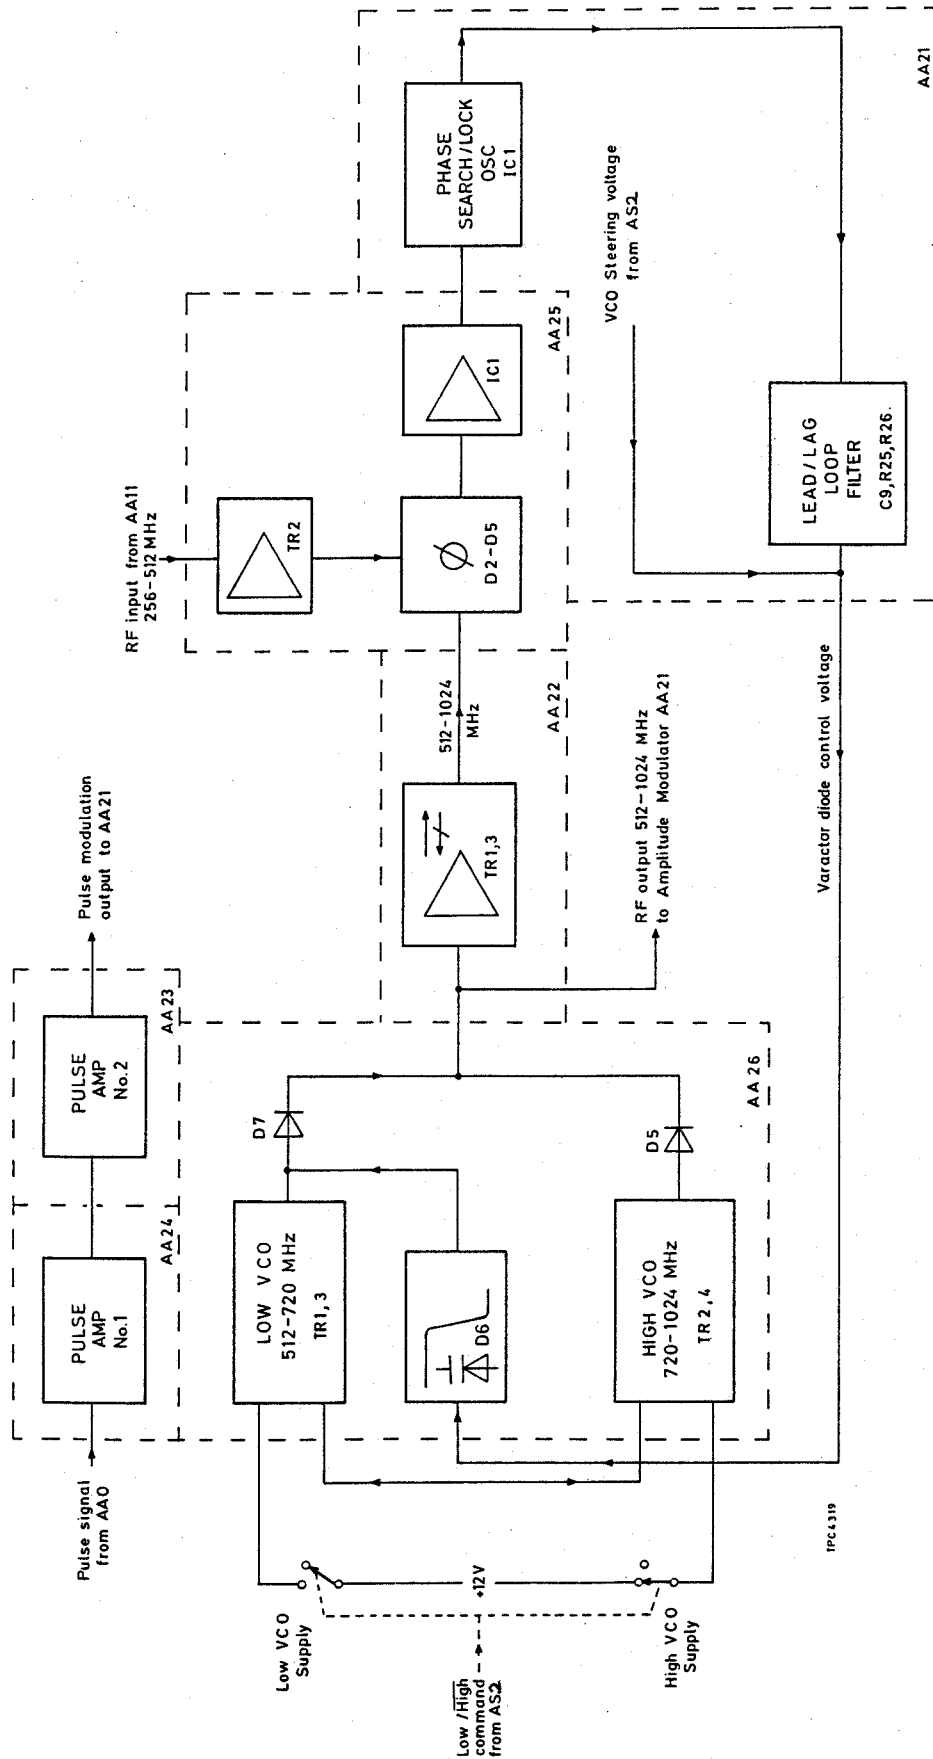 Pulse signal
from AA0
PULSE
AMP
No.1
AA24
PULSE
AMP
No.2
AA23
Pulse modulation
output to AA21
Low VCO
Supply
Low /High
command
from AS2
+12V
High VCO
Supply
LOW VCO
512-720 MHz
TR1,3
D7
D6
HIGH VCO
720-1024 MHz
TR2,4
D5
AA26
TR1,3
512-1024
MHz
AA22
RF output 512-1024 MHz
to Amplitude Modulator AA21
RF input from AA11
256-512 MHz
TR2
Ø
D2-D5
IC1
AA25
PHASE
SEARCH/LOCK
OSC
IC1
VCO Steering voltage
from AS2
LEAD/LAG
LOOP
FILTER
C9,R25,R26.
AA21
Varactor diode control voltage
TPC4319